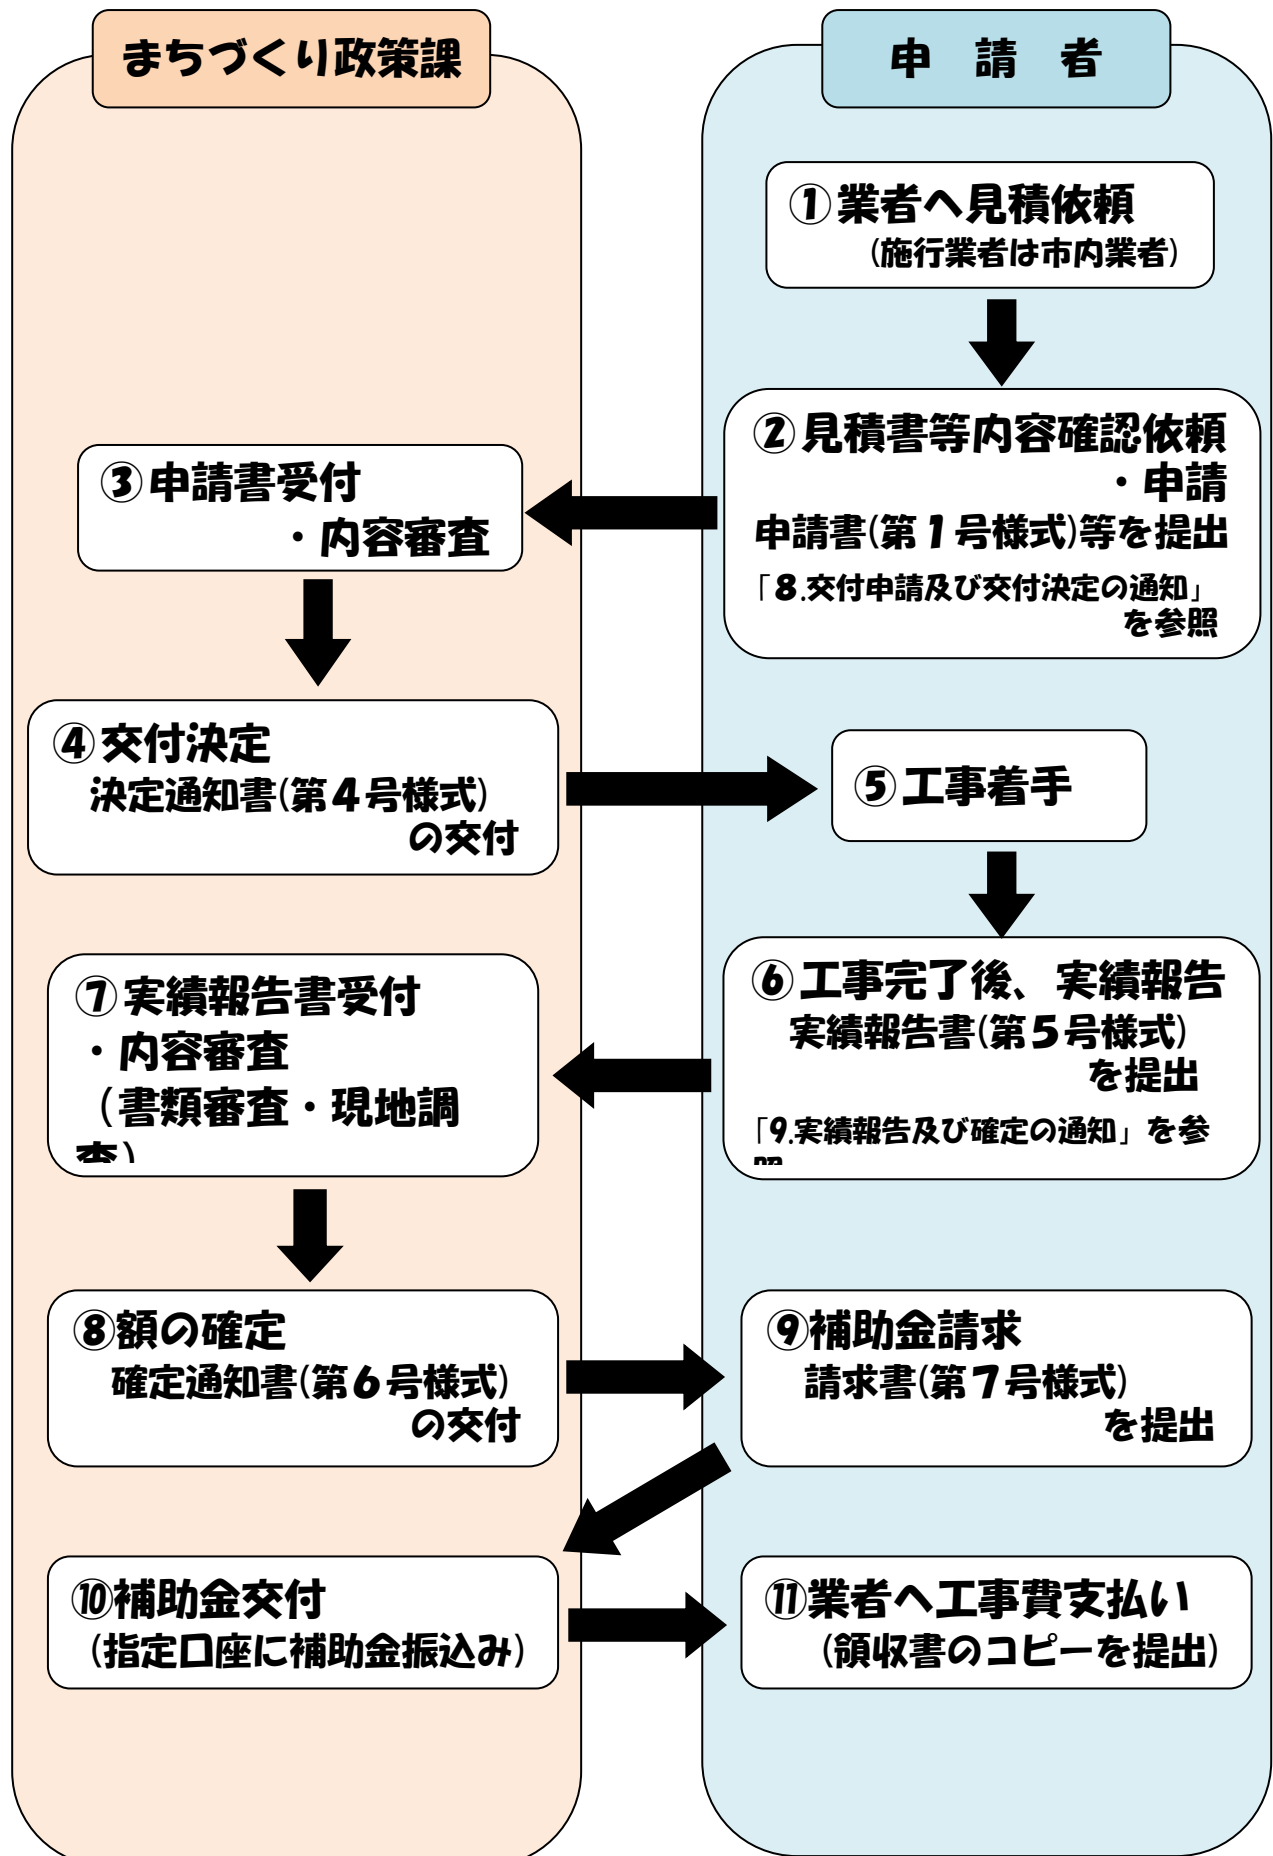 まちづくり政策課
申 請 者
①業者へ見積依頼
(施行業者は市内業者)
②見積書等内容確認依頼
・申請
申請書(第1号様式)等を提出
「8.交付申請及び交付決定の通知」
を参照
③申請書受付
・内容審査
④交付決定
決定通知書(第4号様式)
の交付
⑤工事着手
⑥工事完了後、実績報告
実績報告書(第5号様式)
を提出
「9.実績報告及び確定の通知」を参
照
⑦実績報告書受付
・内容審査
(書類審査・現地調
査)
⑧額の確定
確定通知書(第6号様式)
の交付
⑨補助金請求
請求書(第7号様式)
を提出
⑩補助金交付
(指定口座に補助金振込み)
⑪業者へ工事費支払い
(領収書のコピーを提出)